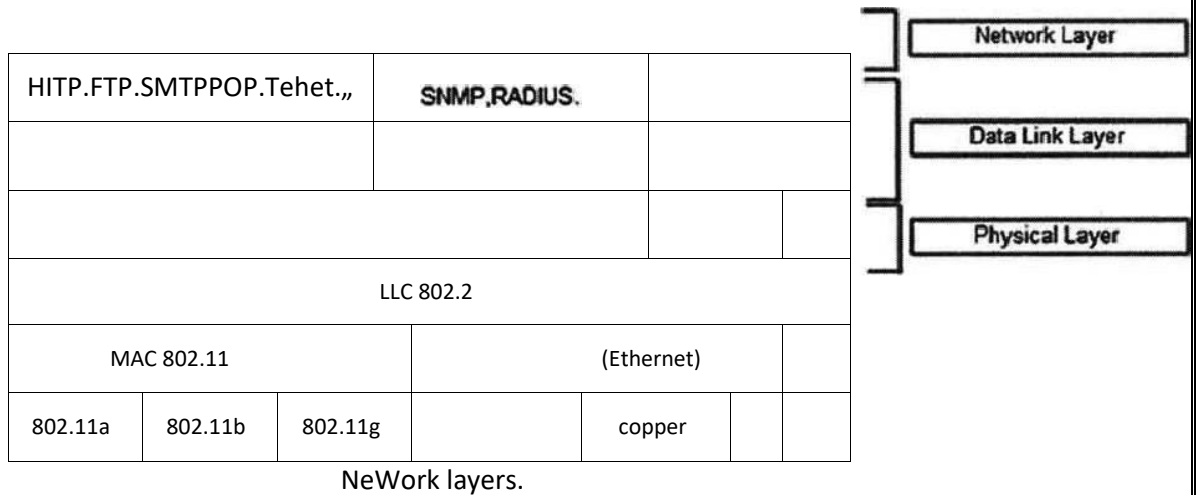 HITP.FTP.SMTPPOP.Tehet.„
SNMP,RADIUS.
LLC 802.2
MAC 802.11
(Ethernet)
802.11a
802.11b
802.11g
copper
Network Layer
Data Link Layer
Physical Layer
NeWork layers.